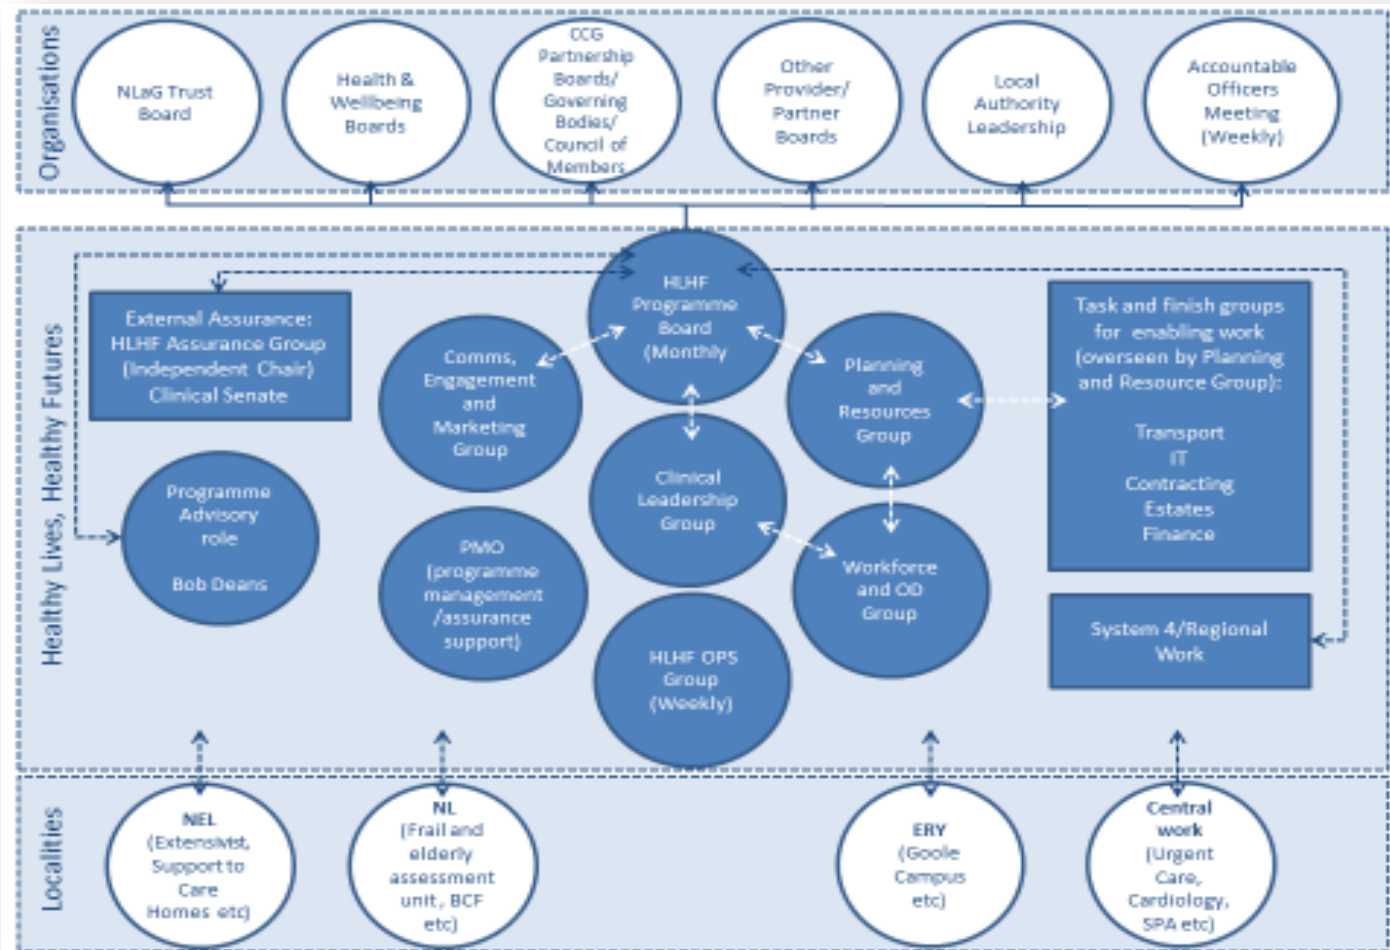 Organisations
NLaG Trust
Board
Health &
Wellbeing
Boards
CCG
Partnership
Boards/
Governing
Bodies/
Council of
Members
Other
Provider/
Partner
Boards
Local
Authority
Leadership
Accountable
Officers
Meeting
(Weekly)
Healthy Lives, Healthy Futures
HLHF
Programme
Board
(Monthly
External Assurance:
HLHF Assurance Group
(Independent Chair)
Clinical Senate
Comms,
Engagement
and
Marketing
Group
Planning
and
Resources
Group
Task and finish groups
for enabling work
(overseen by Planning
and Resource Group):
Transport
IT
Contracting
Estates
Finance
Clinical
Leadership
Group
Programme
Advisory
role
Bob Deans
PMO
(programme
management
/assurance
support)
Workforce
and OD
Group
HLHF OPS
Group
(Weekly)
System 4/Regional
Work
Localities
NEL
(Extensivist,
Support to
Care
Homes etc)
NL
(Frail and
elderly
assessment
unit, BCF
etc)
ERY
(Goole
Campus
etc)
Central
work
(Urgent
Care,
Cardiology,
SPA etc)